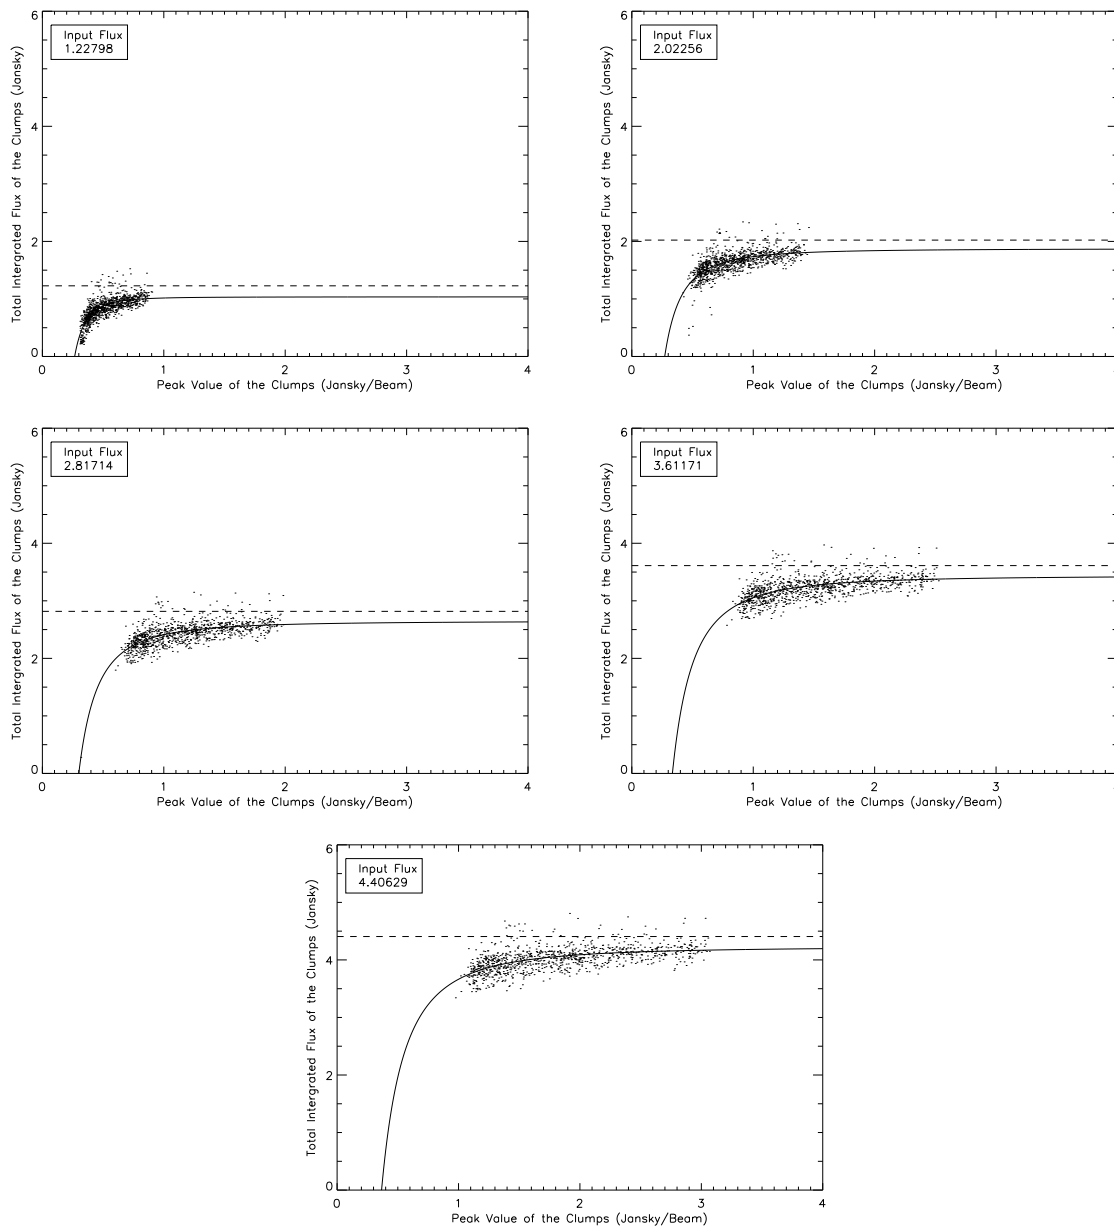 Input Flux
1.22798
Total Intergrated Flux of the Clumps (Jansky)
6
4
2
0
0 1 2 3 4
Peak Value of the Clumps (Jansky/Beam)
Input Flux
2.02256
Total Intergrated Flux of the Clumps (Jansky)
6
4
2
0
0 1 2 3
Peak Value of the Clumps (Jansky/Beam)
Input Flux
2.81714
Total Intergrated Flux of the Clumps (Jansky)
6
4
2
0
0 1 2 3 4
Peak Value of the Clumps (Jansky/Beam)
Input Flux
3.61171
Total Intergrated Flux of the Clumps (Jansky)
6
4
2
0
0 1 2 3
Peak Value of the Clumps (Jansky/Beam)
Input Flux
4.40629
Total Intergrated Flux of the Clumps (Jansky)
6
4
2
0
0 1 2 3 4
Peak Value of the Clumps (Jansky/Beam)